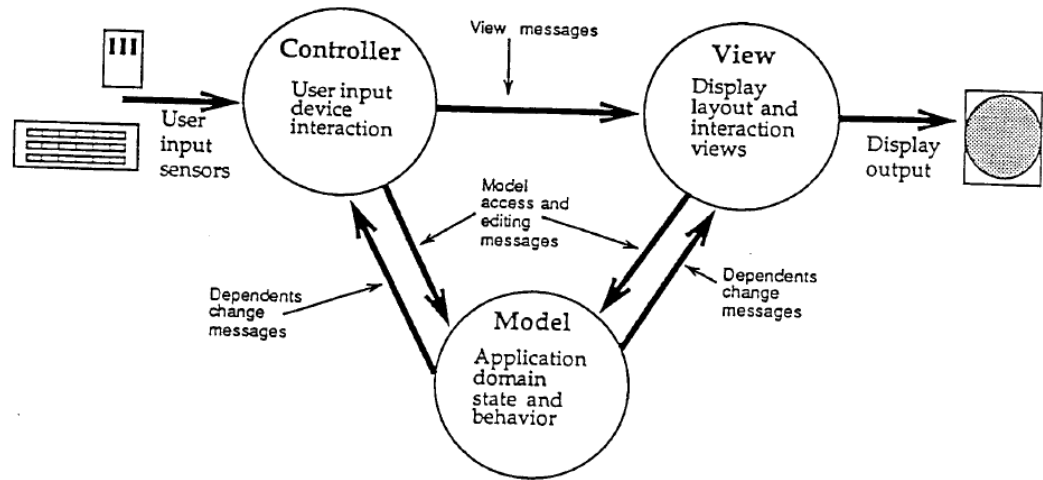 Controller
User input
device
interaction
View messages
View
Display
layout and
interaction
views
User
input
sensors
Display
output
Model
access and
editing
messages
Dependents
change
messages
Dependents
change
messages
Model
Application
domain
state and
behavior